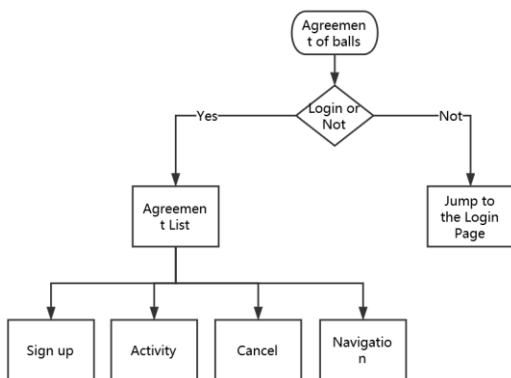 Agreemen
t of balls
Login or
Not
Yes
Not
Agreemen
t List
Jump to
the Login
Page
Sign up
Activity
Cancel
Navigatio
n